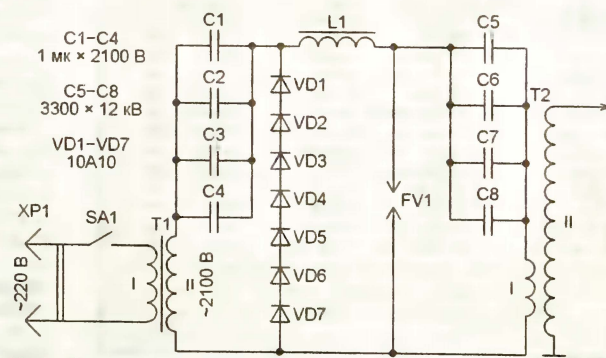 C1–C4
1 мк × 2100 В
C5–C8
3300 × 12 кВ
VD1–VD7
10A10
C1
C2
C3
C4
L1
VD1
VD2
VD3
VD4
VD5
VD6
VD7
FV1
C5
C6
C7
C8
T2
I
II
XP1
SA1
T1
~220 В
I
II
~2100 В